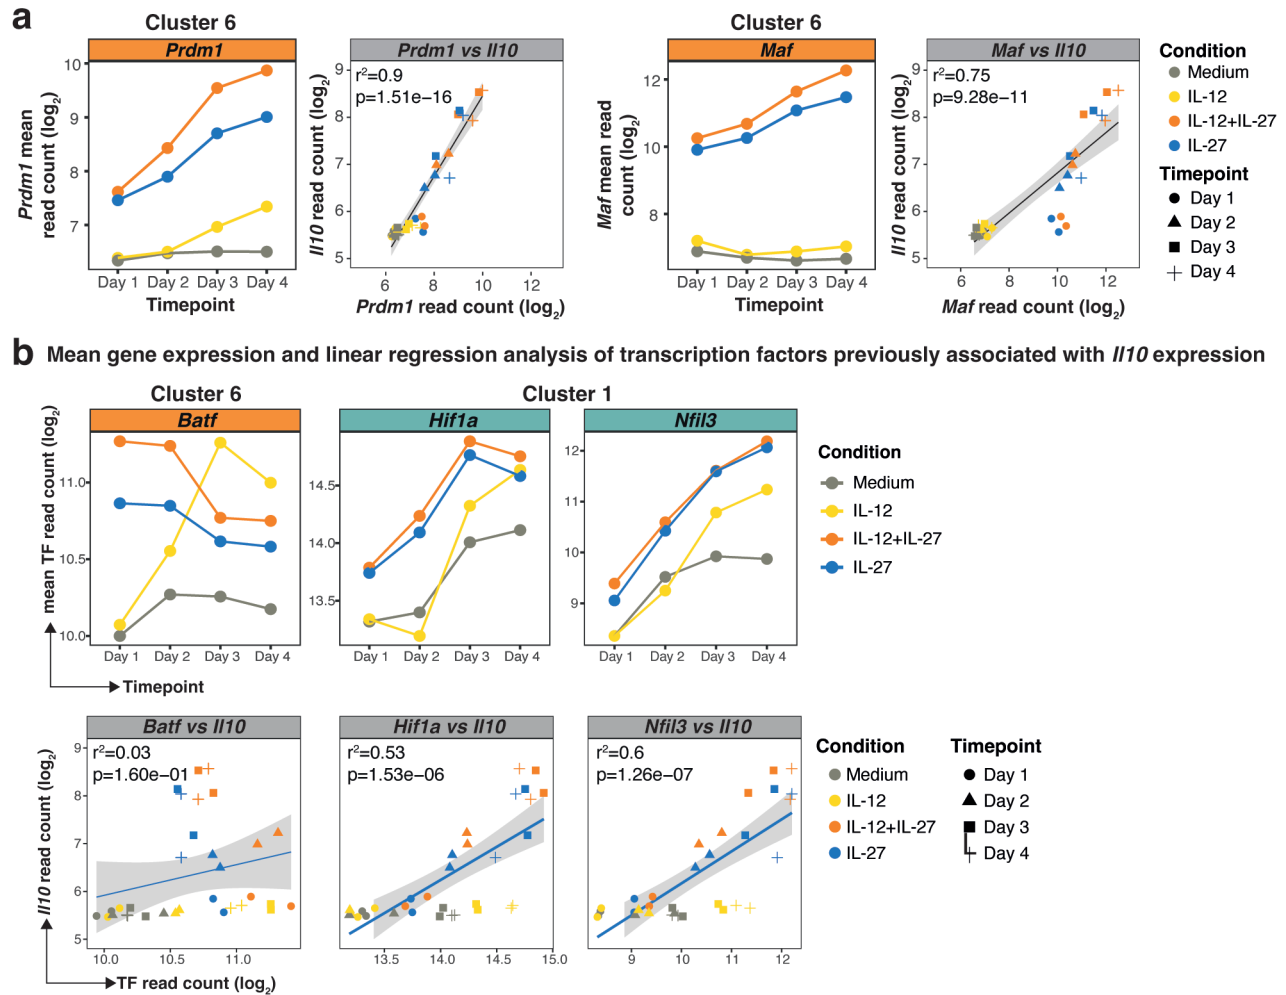 a
Cluster 6
Prdm1
10
9
8
7
Prdm1 mean
read count (log2)
Day 1 Day 2 Day 3 Day 4
Timepoint
Prdm1 vs Il10
r²=0.9
p=1.51e−16
9
8
7
6
5
Il10 read count (log2)
6 8 10 12
Prdm1 read count (log2)
Cluster 6
Maf
12
10
8
Maf mean read
count (log2)
Day 1 Day 2 Day 3 Day 4
Timepoint
Maf vs Il10
r²=0.75
p=9.28e−11
9
8
7
6
5
Il10 read count (log2)
6 8 10 12
Maf read count (log2)
Condition
Medium
IL-12
IL-12+IL-27
IL-27
Timepoint
Day 1
Day 2
Day 3
Day 4
b Mean gene expression and linear regression analysis of transcription factors previously associated with Il10 expression
Cluster 6
Batf
11.0
10.5
10.0
mean TF read count (log2)
Day 1 Day 2 Day 3 Day 4
Timepoint
Cluster 1
Hif1a
14.5
14.0
13.5
Day 1 Day 2 Day 3 Day 4
Nfil3
12
11
10
9
Day 1 Day 2 Day 3 Day 4
Condition
Medium
IL-12
IL-12+IL-27
IL-27
Batf vs Il10
r²=0.03
p=1.60e−01
9
8
7
6
5
Il10 read count (log2)
10.0 10.5 11.0
TF read count (log2)
Hif1a vs Il10
r²=0.53
p=1.53e−06
13.5 14.0 14.5 15.0
Nfil3 vs Il10
r²=0.6
p=1.26e−07
9 10 11 12
Condition
Medium
IL-12
IL-12+IL-27
IL-27
Timepoint
Day 1
Day 2
Day 3
Day 4